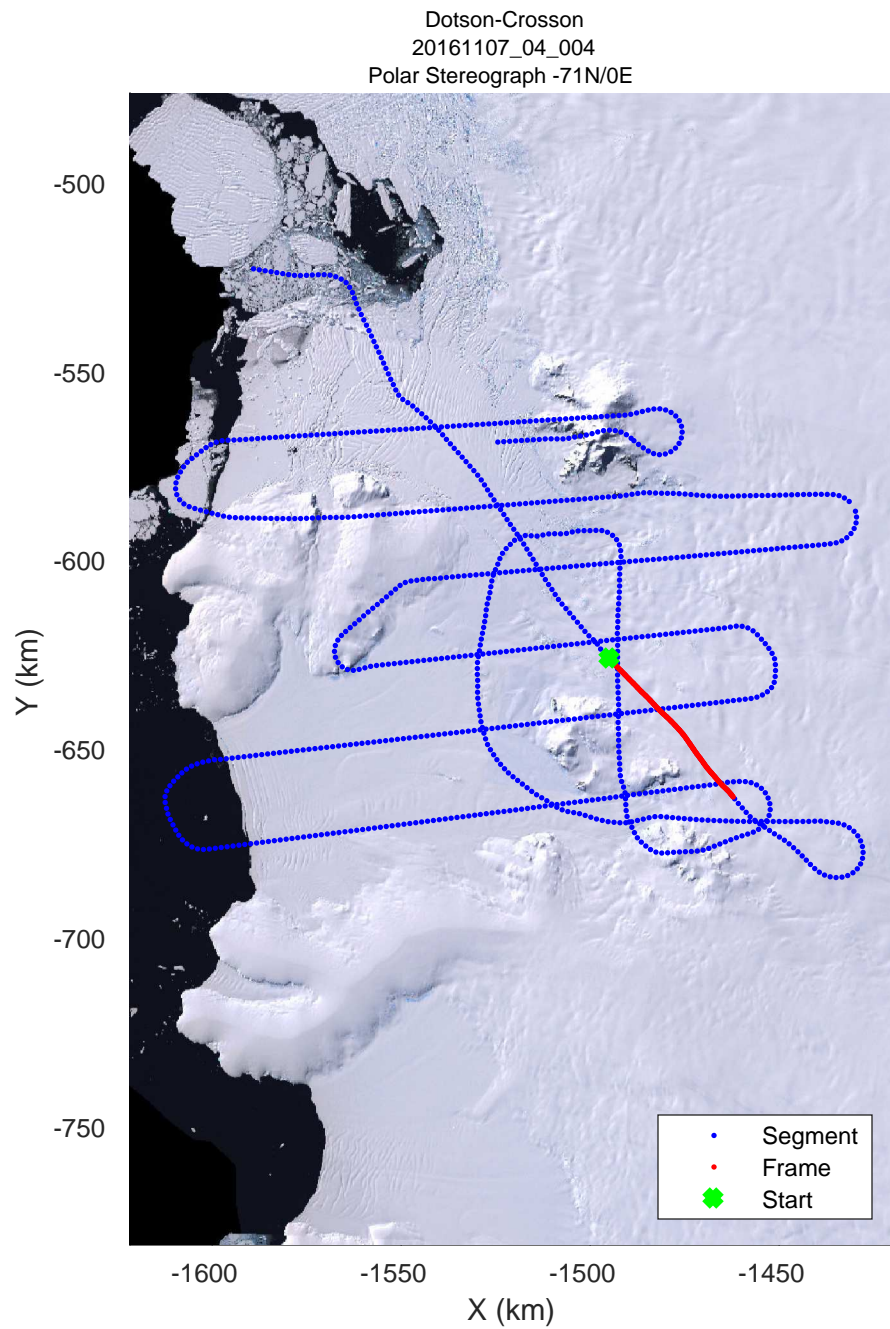 Dotson-Crosson
20161107_04_004
Polar Stereograph -71N/0E
-500
-550
-600
-650
-700
-750
Y (km)
Segment
Frame
Start
-1600
-1550
-1500
-1450
X (km)